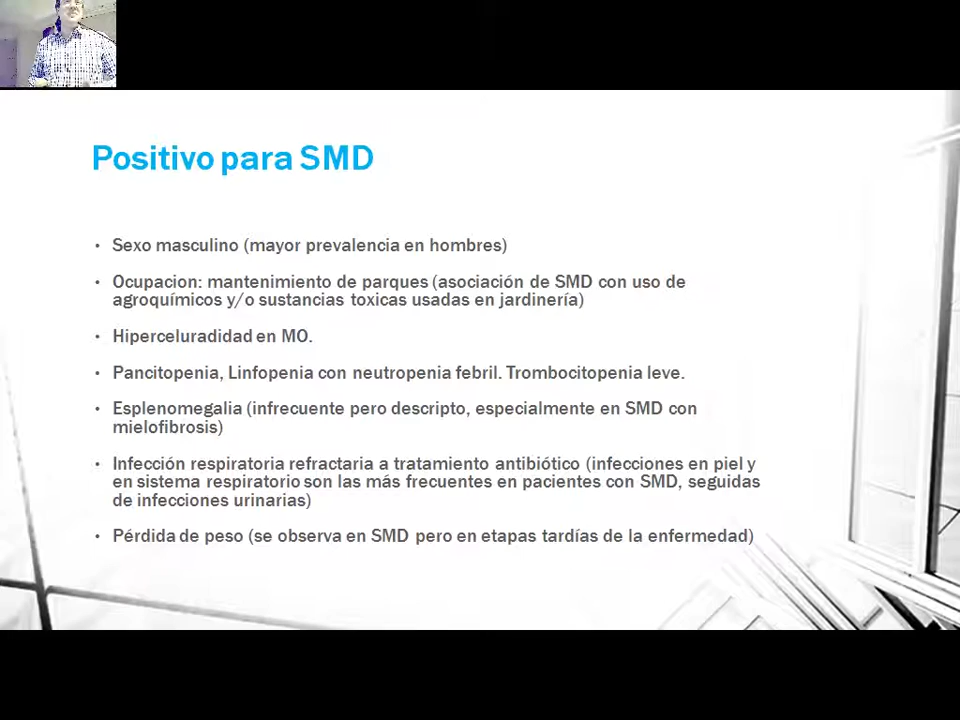 Positivo para SMD
• Sexo masculino (mayor prevalencia en hombres)
• Ocupacion: mantenimiento de parques (asociación de SMD con uso de
agroquímicos y/o sustancias toxicas usadas en jardinería)
• Hiperceluradidad en MO.
• Pancitopenia, Linfopenia con neutropenia febril. Trombocitopenia leve.
• Esplenomegalia (infrecuente pero descripto, especialmente en SMD con
mielofibrosis)
• Infección respiratoria refractaria a tratamiento antibiótico (infecciones en piel y
en sistema respiratorio son las más frecuentes en pacientes con SMD, seguidas
de infecciones urinarias)
• Pérdida de peso (se observa en SMD pero en etapas tardías de la enfermedad)